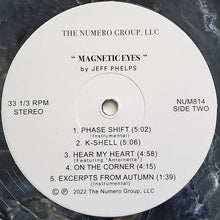 THE NUMERO GROUP, LLC
" MAGNETIC EYES "
by JEFF PHELPS
33 1/3 RPM
STEREO
NUM814
SIDE TWO
1. PHASE SHIFT (5:02)
(Instrumental)
2. K-SHELL (5:06)
3. HEAR MY HEART (4:58)
(Featuring "Antoinette")
4. ON THE CORNER (4:15)
5. EXCERPTS FROM AUTUMN (1:39)
(Instrumental)
© 2022 The Numero Group, LLC